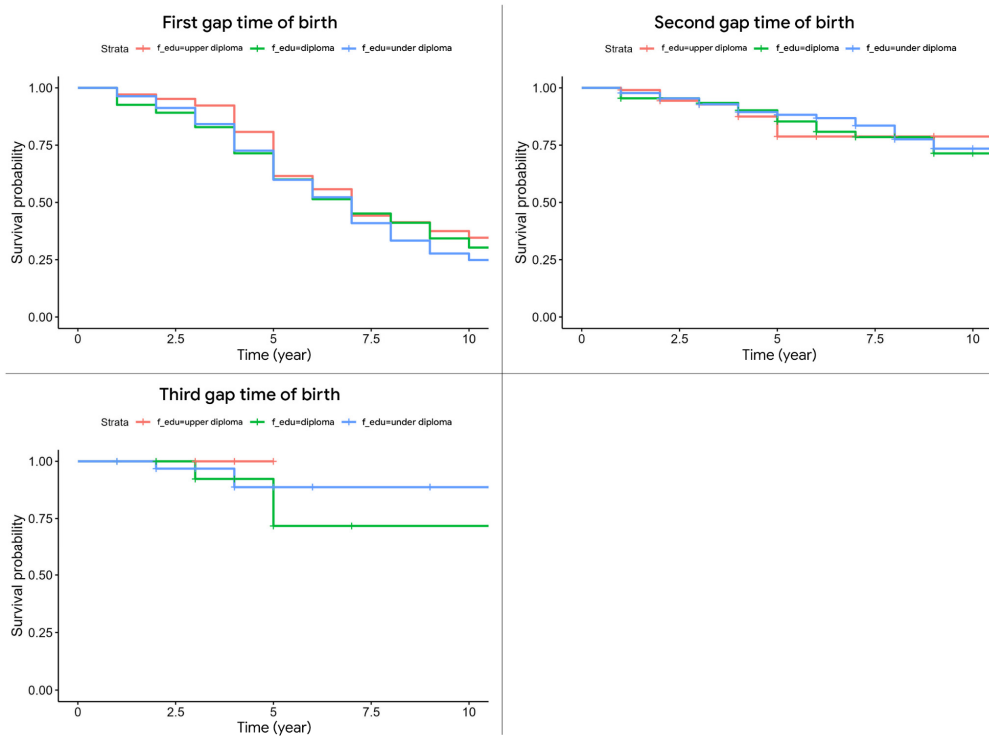 First gap time of birth
Strata f_edu=upper diploma f_edu=diploma f_edu=under diploma
1.00
0.75
0.50
0.25
0.00
Survival probability
0 2.5 5 7.5 10
Time (year)
Second gap time of birth
Strata f_edu=upper diploma f_edu=diploma f_edu=under diploma
1.00
0.75
0.50
0.25
0.00
Survival probability
0 2.5 5 7.5 10
Time (year)
Third gap time of birth
Strata f_edu=upper diploma f_edu=diploma f_edu=under diploma
1.00
0.75
0.50
0.25
0.00
Survival probability
0 2.5 5 7.5 10
Time (year)